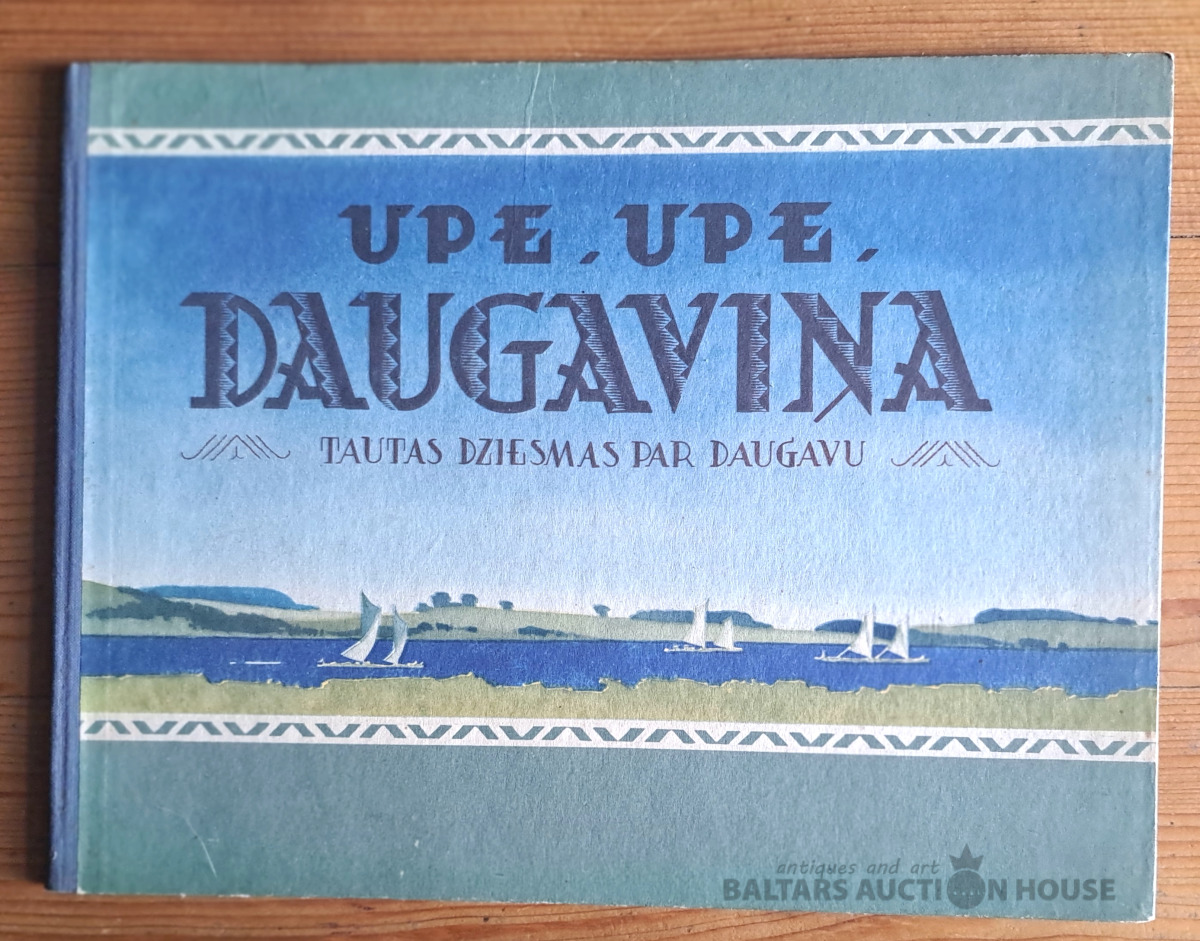 UPE, UPE,
DAUGAVIŅA
TAUTAS DZIESMAS PAR DAUGAVU
antiques and art
BALTARS AUCTION HOUSE